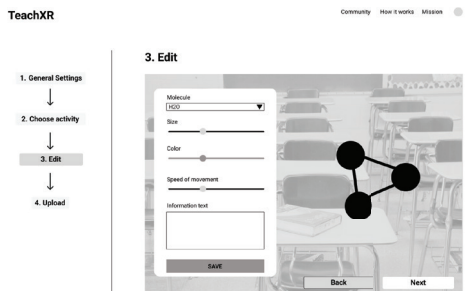 TeachXR
Community How it works Mission
1. General Settings
2. Choose activity
3. Edit
4. Upload
3. Edit
Molecule
H20
Size
Color
Speed of movement
Information text
SAVE
Back
Next